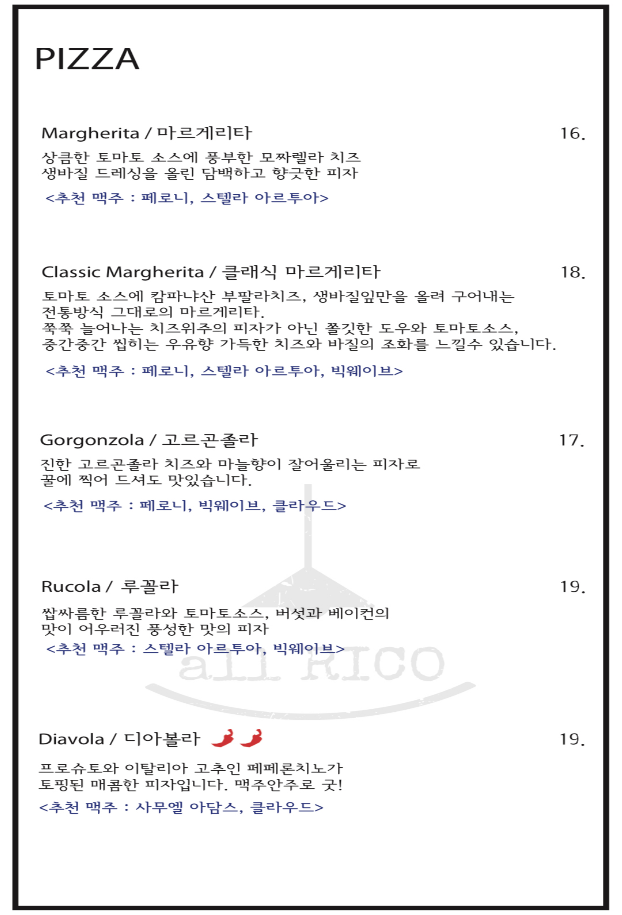 PIZZA
Margherita / 마르게리타 16.
상큼한 토마토 소스에 풍부한 모짜렐라 치즈
생바질 드레싱을 올린 담백하고 향긋한 피자
<추천 맥주 : 페로니, 스텔라 아르투아>
Classic Margherita / 클래식 마르게리타 18.
토마토 소스에 캄파냐산 부팔라치즈, 생바질잎만을 올려 구어내는
전통방식 그대로의 마르게리타.
쭉쭉 늘어나는 치즈위주의 피자가 아닌 쫄깃한 도우와 토마토소스,
중간중간 씹히는 우유향 가득한 치즈와 바질의 조화를 느낄수 있습니다.
<추천 맥주 : 페로니, 스텔라 아르투아, 빅웨이브>
Gorgonzola / 고르곤졸라 17.
진한 고르곤졸라 치즈와 마늘향이 잘어울리는 피자로
꿀에 찍어 드셔도 맛있습니다.
<추천 맥주 : 페로니, 빅웨이브, 클라우드>
Rucola / 루꼴라 19.
쌉싸름한 루꼴라와 토마토소스, 버섯과 베이컨의
맛이 어우러진 풍성한 맛의 피자
<추천 맥주 : 스텔라 아르투아, 빅웨이브>
all RICO
Diavola / 디아볼라 19.
프로슈토와 이탈리아 고추인 페페론치노가
토핑된 매콤한 피자입니다. 맥주안주로 굿!
<추천 맥주 : 사무엘 아담스, 클라우드>